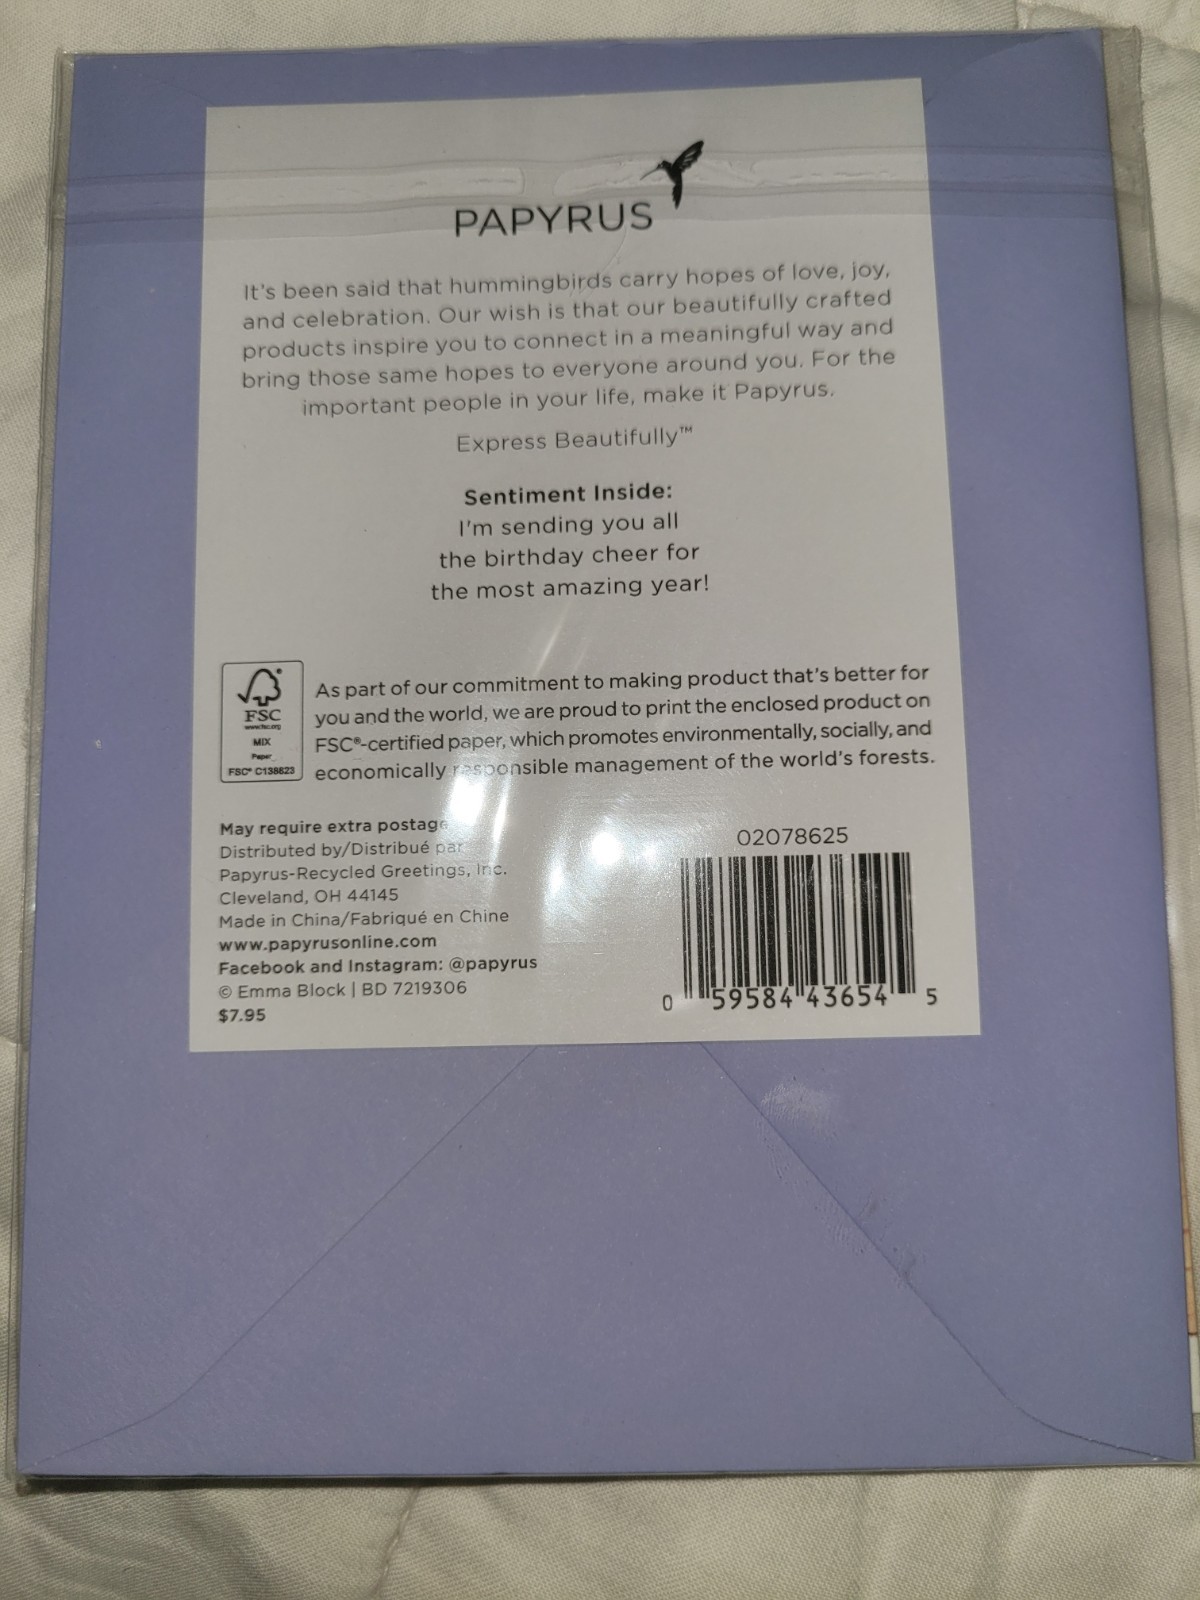 PAPYRUS
It's been said that hummingbirds carry hopes of love, joy,
and celebration. Our wish is that our beautifully crafted
products inspire you to connect in a meaningful way and
bring those same hopes to everyone around you. For the
important people in your life, make it Papyrus.
Express Beautifully™
Sentiment Inside:
I'm sending you all
the birthday cheer for
the most amazing year!
FSC®
www.fsc.org
MIX
Paper
FSC® C138623
As part of our commitment to making product that's better for
you and the world, we are proud to print the enclosed product on
FSC®-certified paper, which promotes environmentally, socially, and
economically responsible management of the world's forests.
May require extra postage
Distributed by/Distribué par
Papyrus-Recycled Greetings, Inc.
Cleveland, OH 44145
Made in China/Fabriqué en Chine
www.papyrusonline.com
Facebook and Instagram: @papyrus
© Emma Block | BD 7219306
$7.95
02078625
0 59584 43654 5